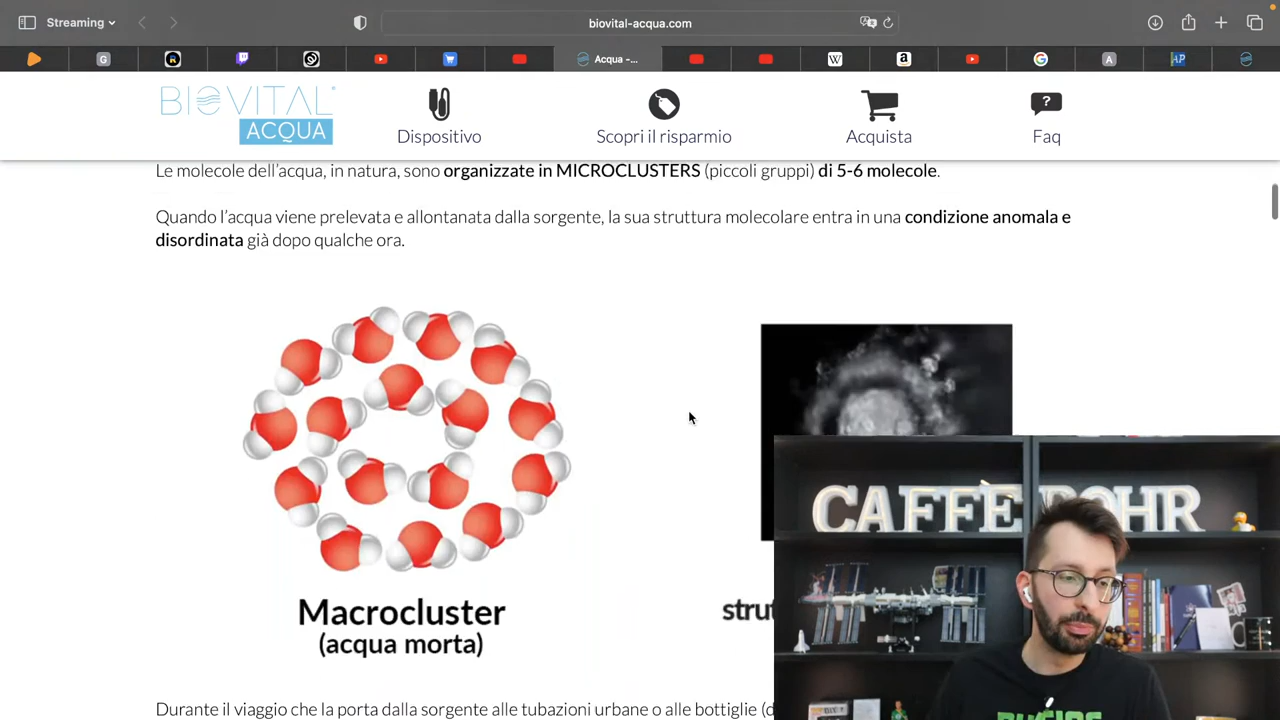 Streaming
biovital-acqua.com
Acqua -...
BIOVITAL
ACQUA
Dispositivo
Scopri il risparmio
Acquista
Faq
Le molecole dell'acqua, in natura, sono organizzate in MICROCLUSTERS (piccoli gruppi) di 5-6 molecole.
Quando l'acqua viene prelevata e allontanata dalla sorgente, la sua struttura molecolare entra in una condizione anomala e
disordinata già dopo qualche ora.
Macrocluster
(acqua morta)
CAFFÈ BOHR
Durante il viaggio che la porta dalla sorgente alle tubazioni urbane o alle bottiglie